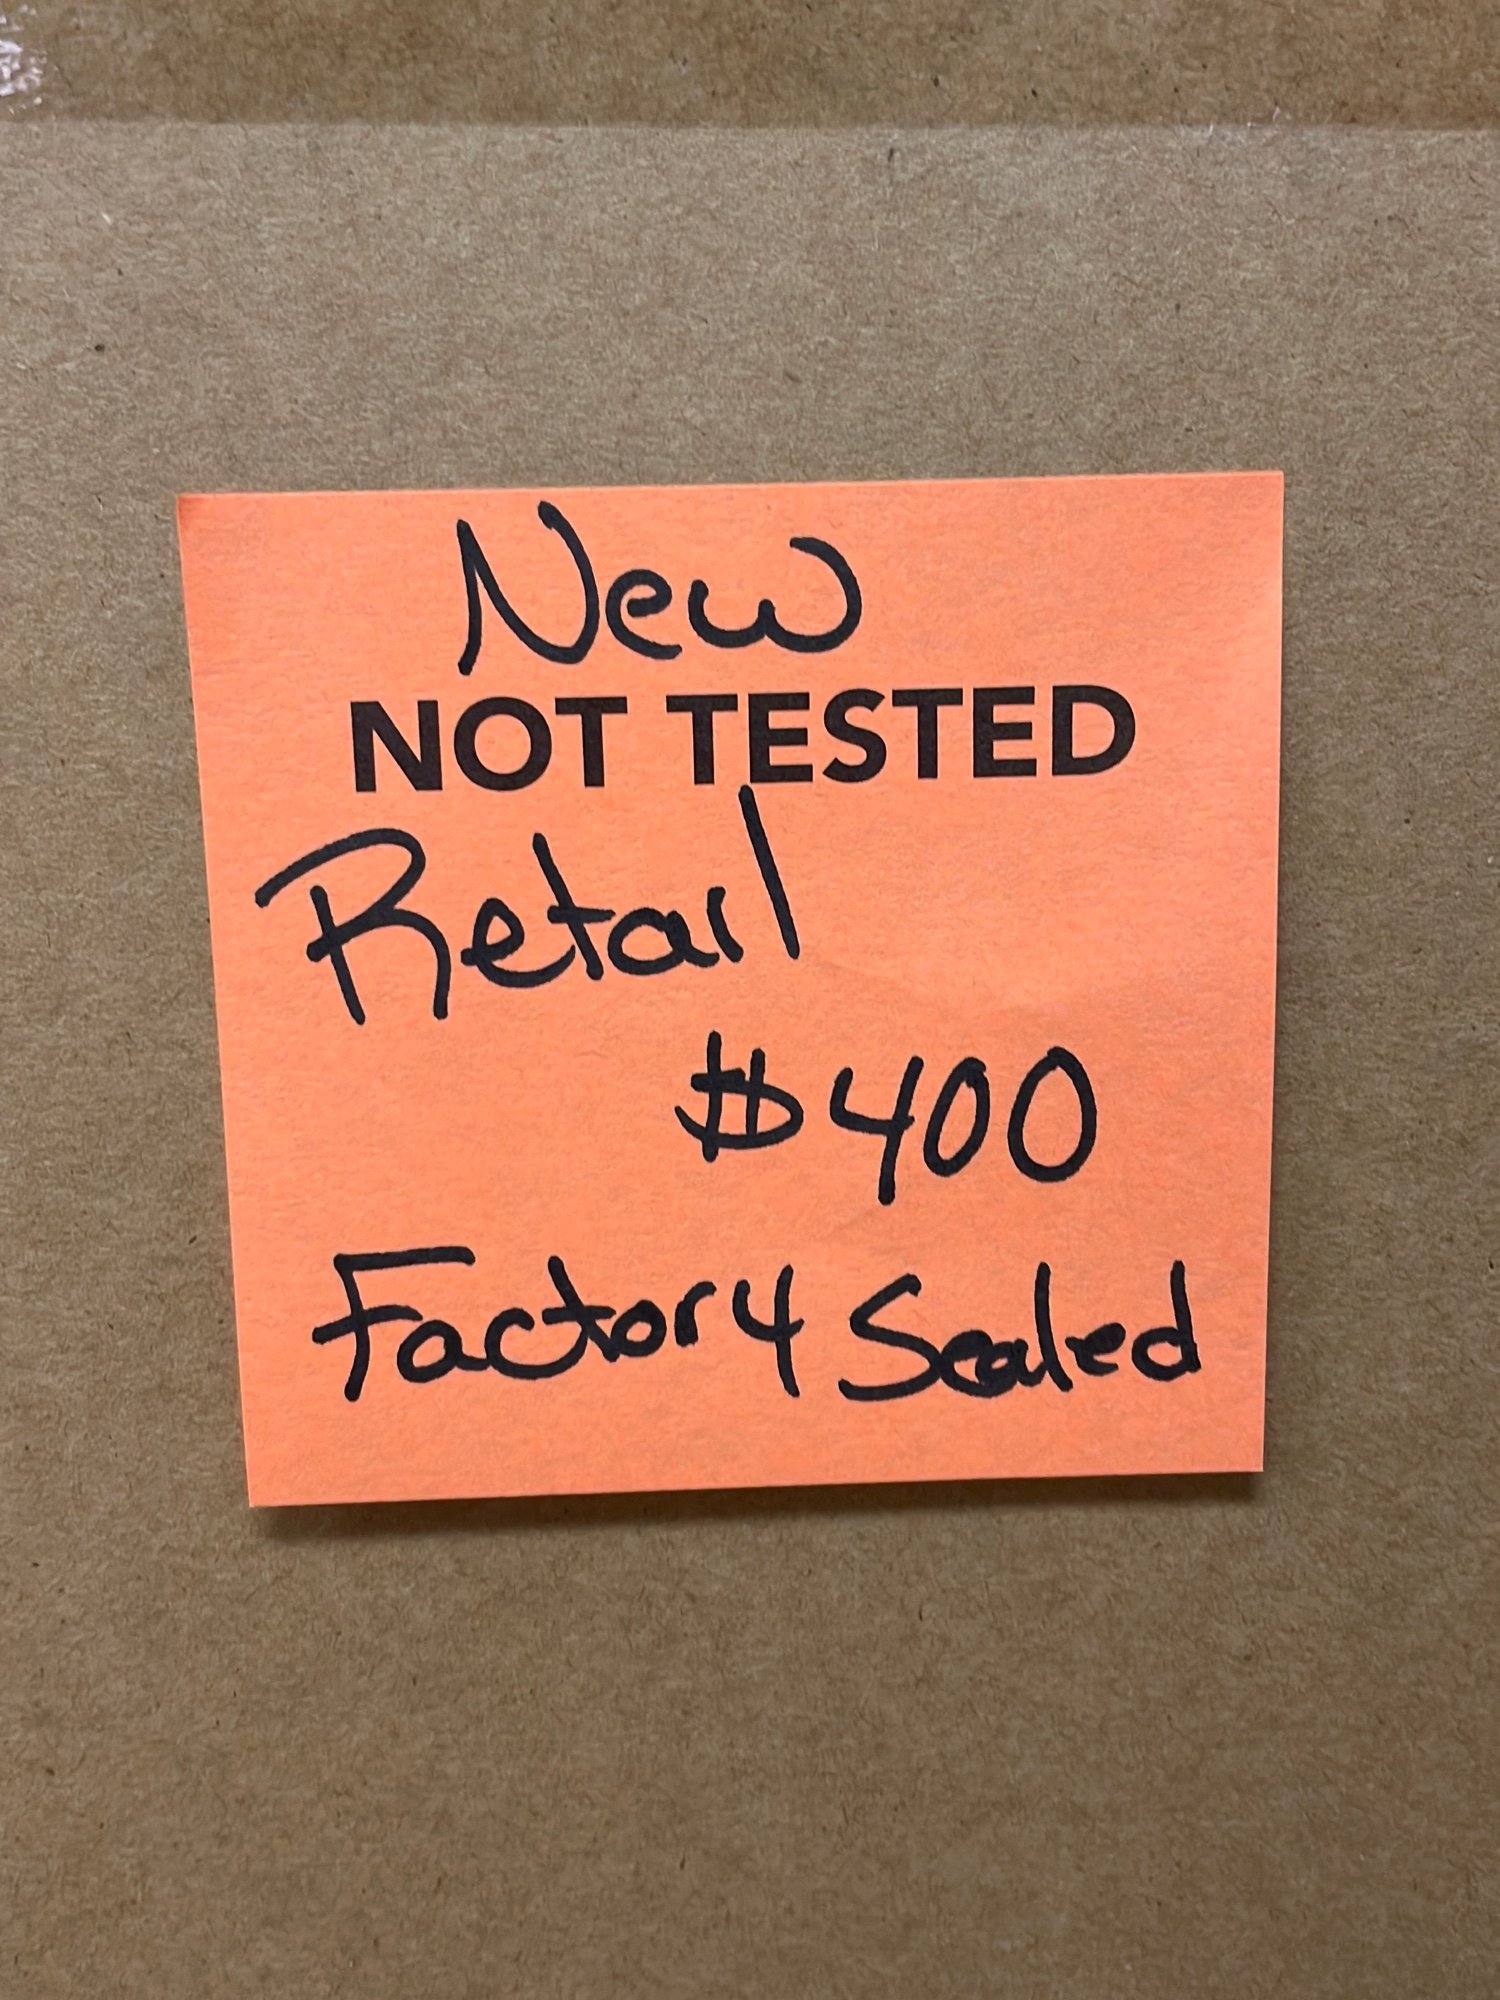 New
NOT TESTED
Retail
$400
Factory Sealed